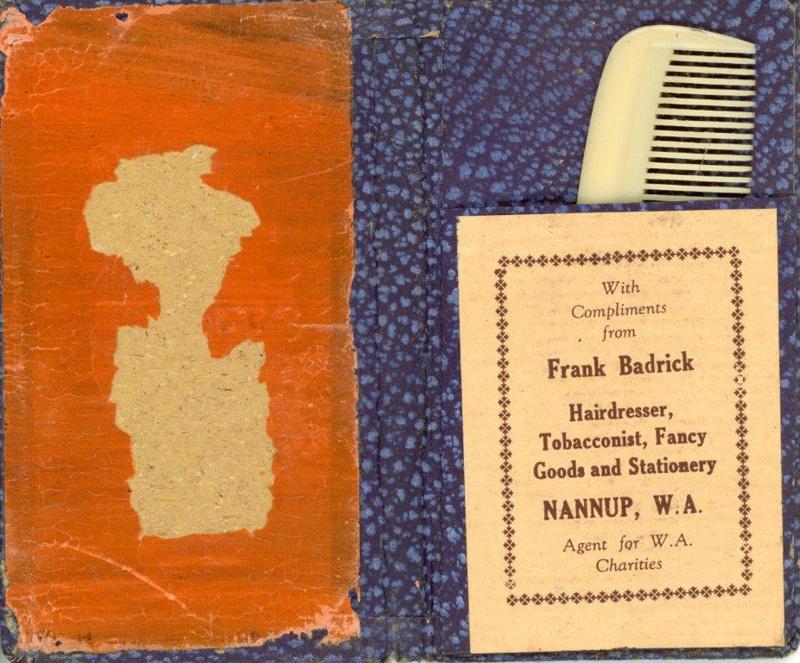 With
Compliments
from
Frank Badrick
Hairdresser,
Tobacconist, Fancy
Goods and Stationery
NANNUP, W.A.
Agent for W.A.
Charities